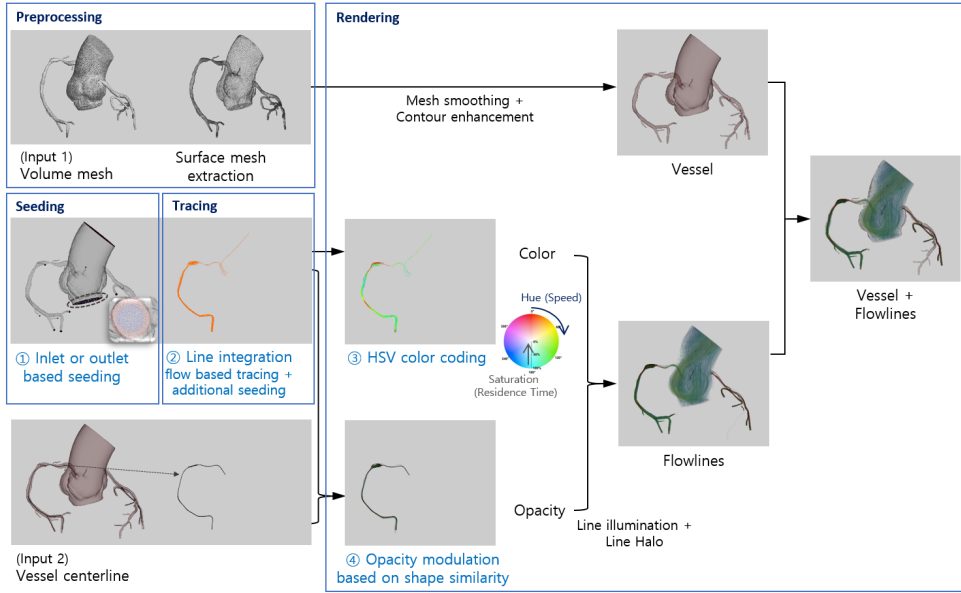 Preprocessing
(Input 1)
Volume mesh
Surface mesh
extraction
Rendering
Mesh smoothing +
Contour enhancement
Vessel
Seeding
① Inlet or outlet
based seeding
Tracing
② Line integration
flow based tracing +
additional seeding
③ HSV color coding
Color
Hue (Speed)
Saturation
(Residence Time)
Opacity
Line illumination +
Line Halo
Flowlines
Vessel +
Flowlines
(Input 2)
Vessel centerline
④ Opacity modulation
based on shape similarity